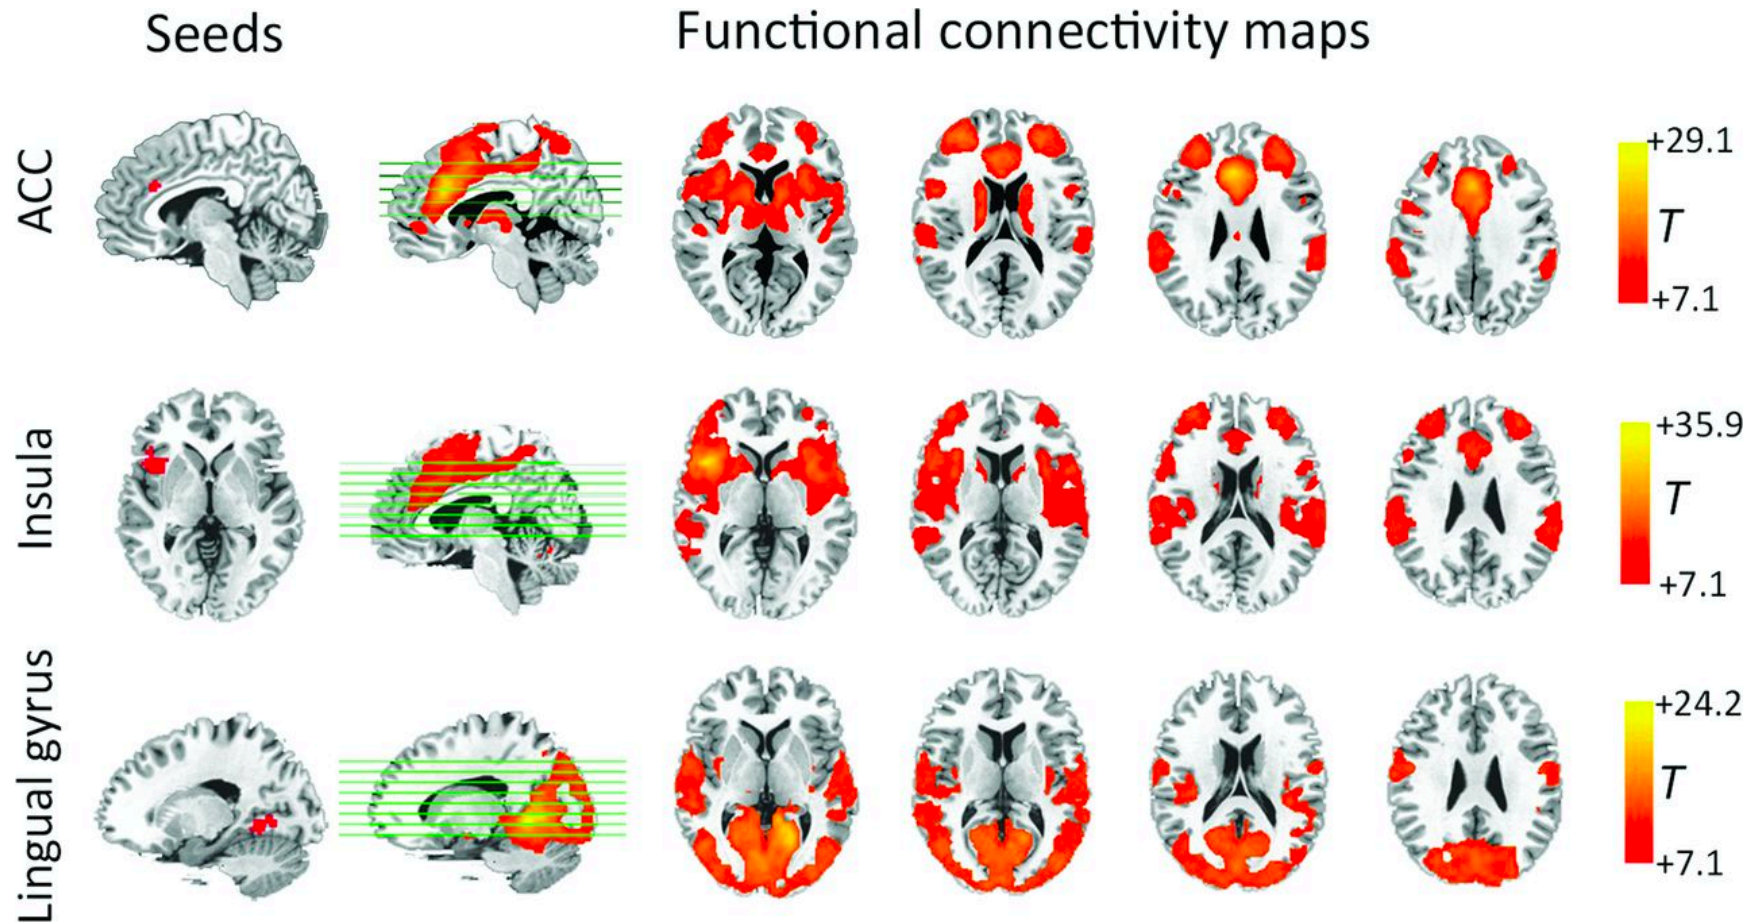 Seeds
Functional connectivity maps
ACC
+29.1
T
+7.1
Insula
+35.9
T
+7.1
Lingual gyrus
+24.2
T
+7.1